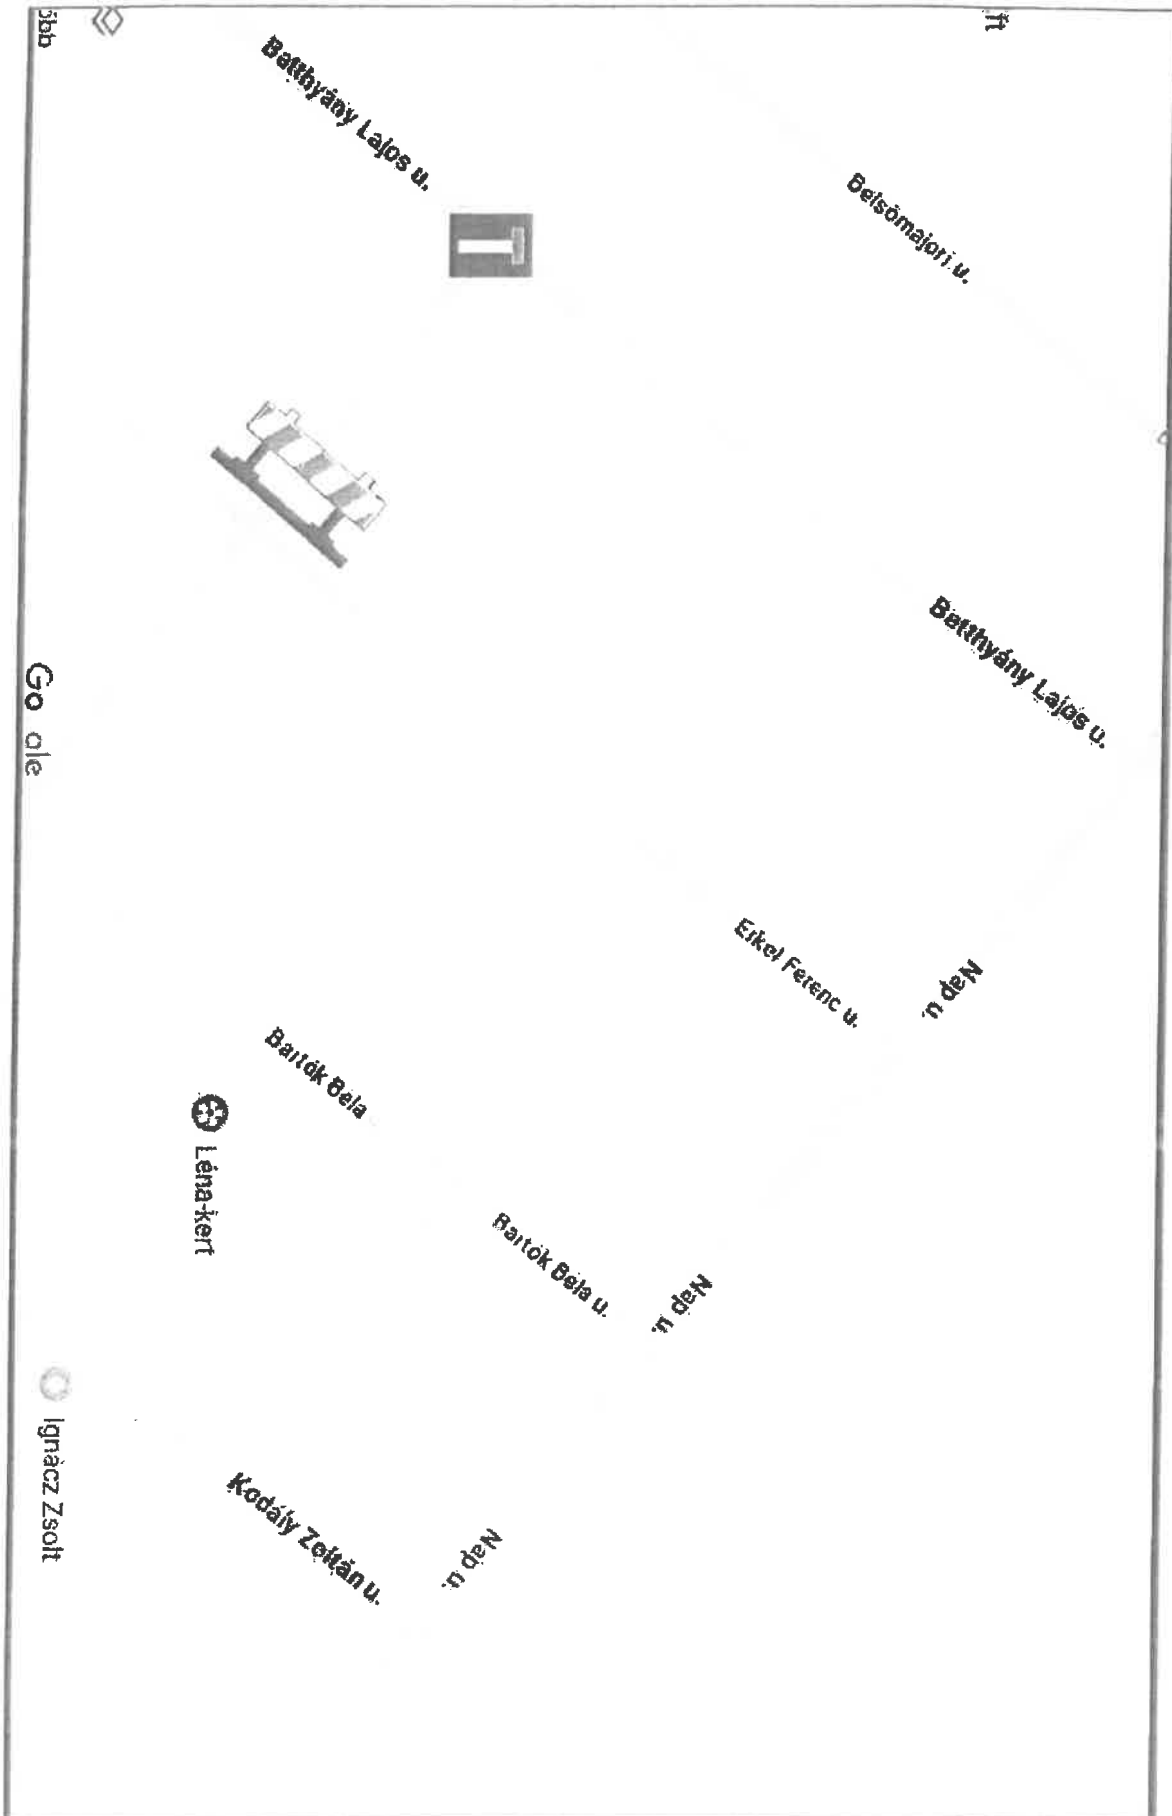 Batthyány Lajos u.
Belsőmajori u.
Batthyány Lajos u.
Erkel Ferenc u.
Nap u.
Bartók Béla
Léna-kert
Bartók Béla u.
Nap u.
Ignácz Zsolt
Kodály Zoltán u.
Nap u.